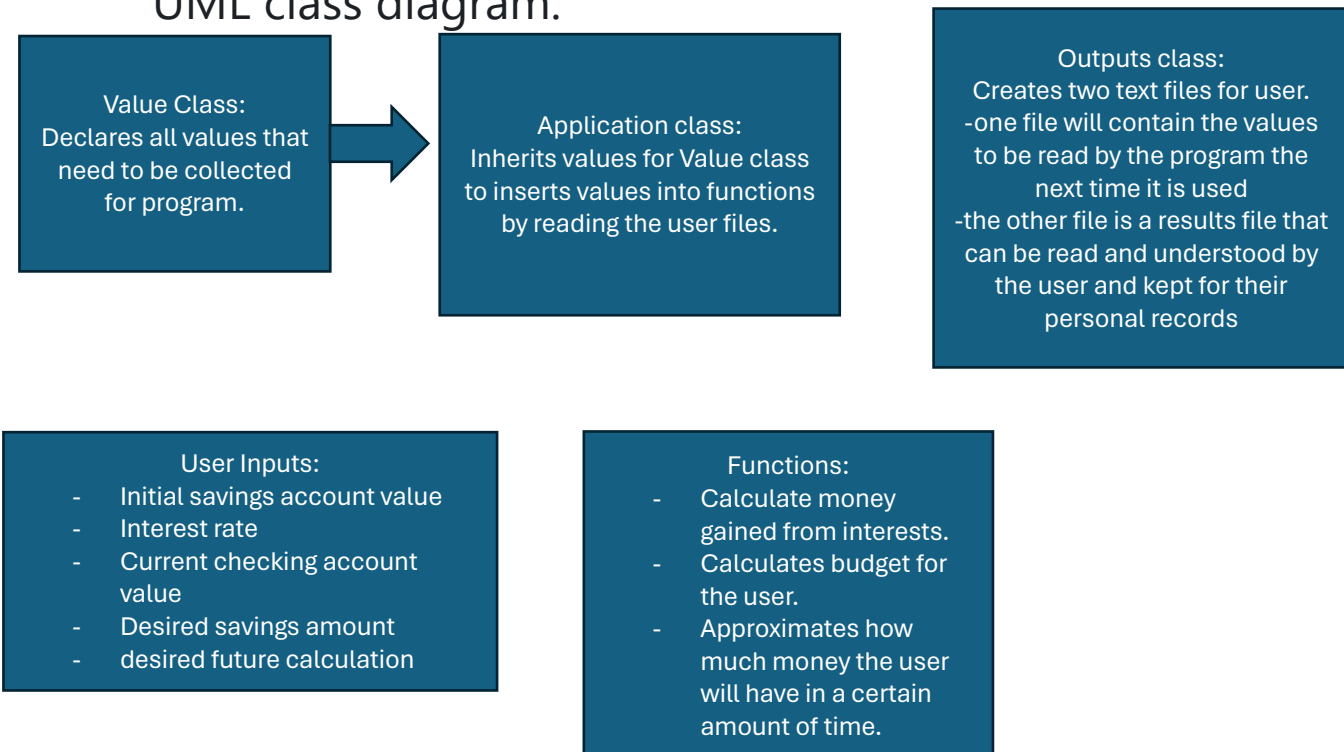 UML class diagram.
Value Class:
Declares all values that
need to be collected
for program.
Application class:
Inherits values for Value class
to inserts values into functions
by reading the user files.
Outputs class:
Creates two text files for user.
-one file will contain the values
to be read by the program the
next time it is used
-the other file is a results file that
can be read and understood by
the user and kept for their
personal records
User Inputs:
- Initial savings account value
- Interest rate
- Current checking account
value
- Desired savings amount
- desired future calculation
Functions:
- Calculate money
gained from interests.
- Calculates budget for
the user.
- Approximates how
much money the user
will have in a certain
amount of time.